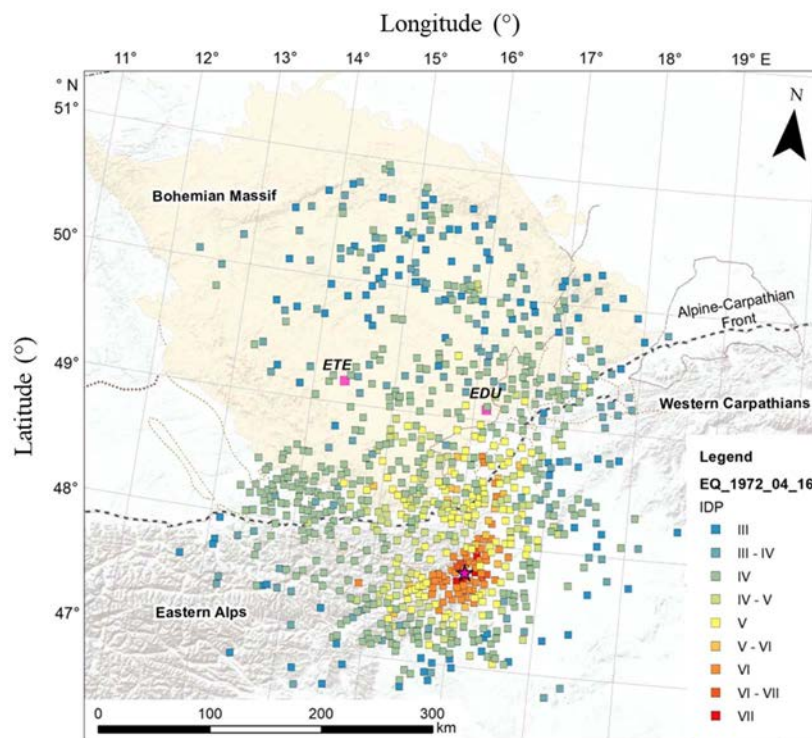 Longitude (°)
11° 12° 13° 14° 15° 16° 17° 18° 19° E
° N
51°
N
Bohemian Massif
50°
Alpine-Carpathian
Front
49°
ETE
EDU
Western Carpathians
Latitude (°)
Legend
EQ_1972_04_16
48°
IDP
III
III - IV
IV
47°
Eastern Alps
IV - V
V
V - VI
VI
VI - VII
VII
0 100 200 300
km